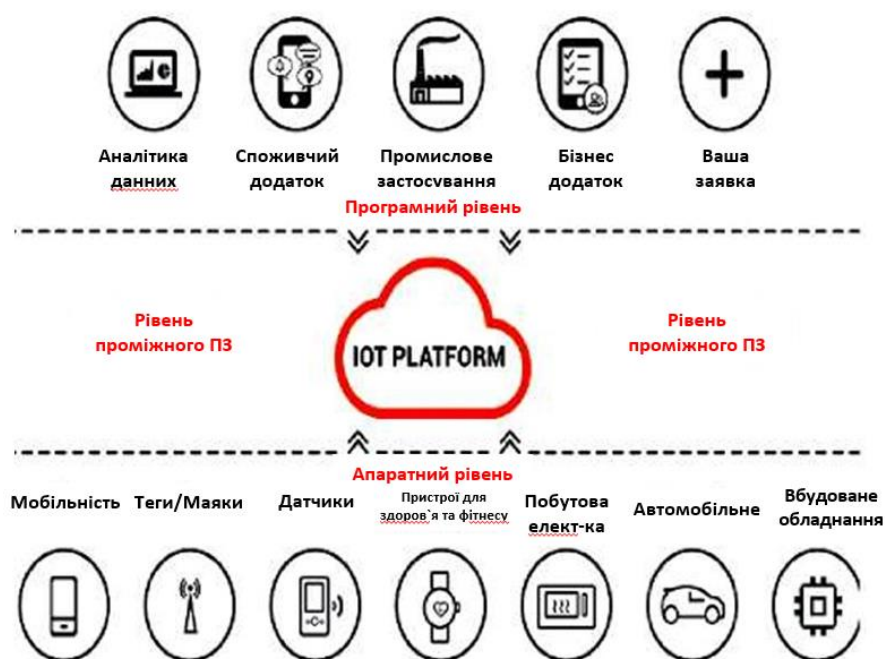 Аналітика
данних
Споживчий
додаток
Промислове
застосування
Бізнес
додаток
Ваша
заявка
Програмний рівень
Рівень
проміжного ПЗ
IOT PLATFORM
Рівень
проміжного ПЗ
Апаратний рівень
Мобільність
Теги/Маяки
Датчики
Пристрої для
здоров`я та фітнесу
Побутова
елект-ка
Автомобільне
Вбудоване
обладнання